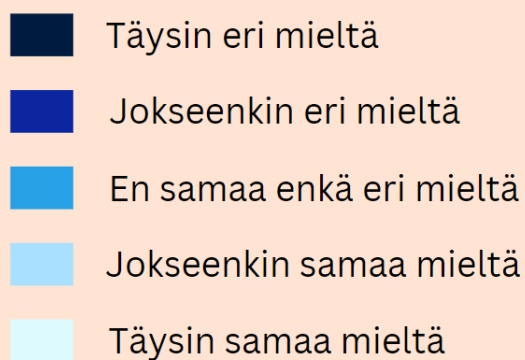 Täysin eri mieltä
Jokseenkin eri mieltä
En samaa enkä eri mieltä
Jokseenkin samaa mieltä
Täysin samaa mieltä